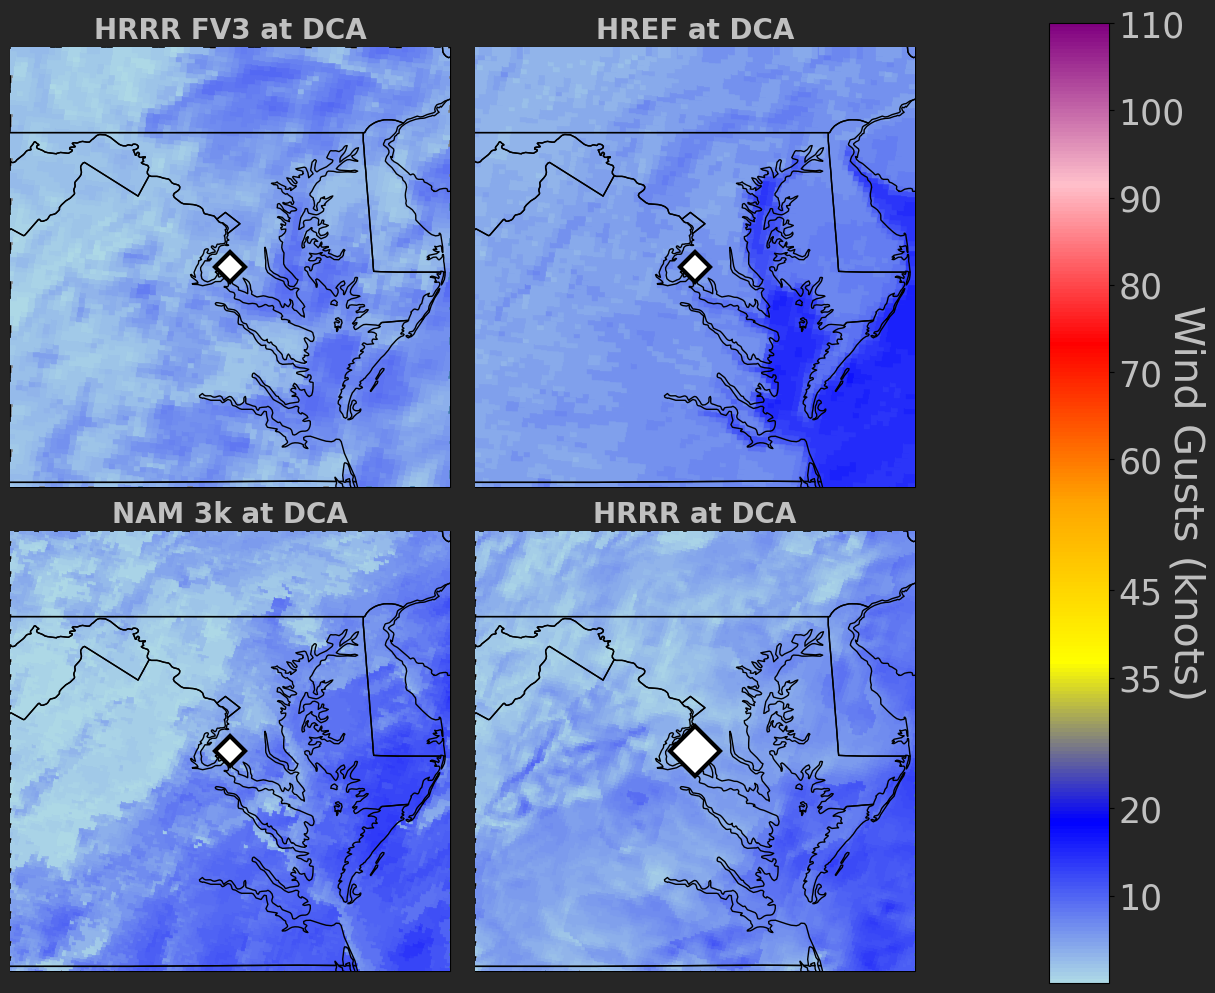 HRRR FV3 at DCA
HREF at DCA
NAM 3k at DCA
HRRR at DCA
110
100
90
80
70
60
45
35
20
10
Wind Gusts (knots)